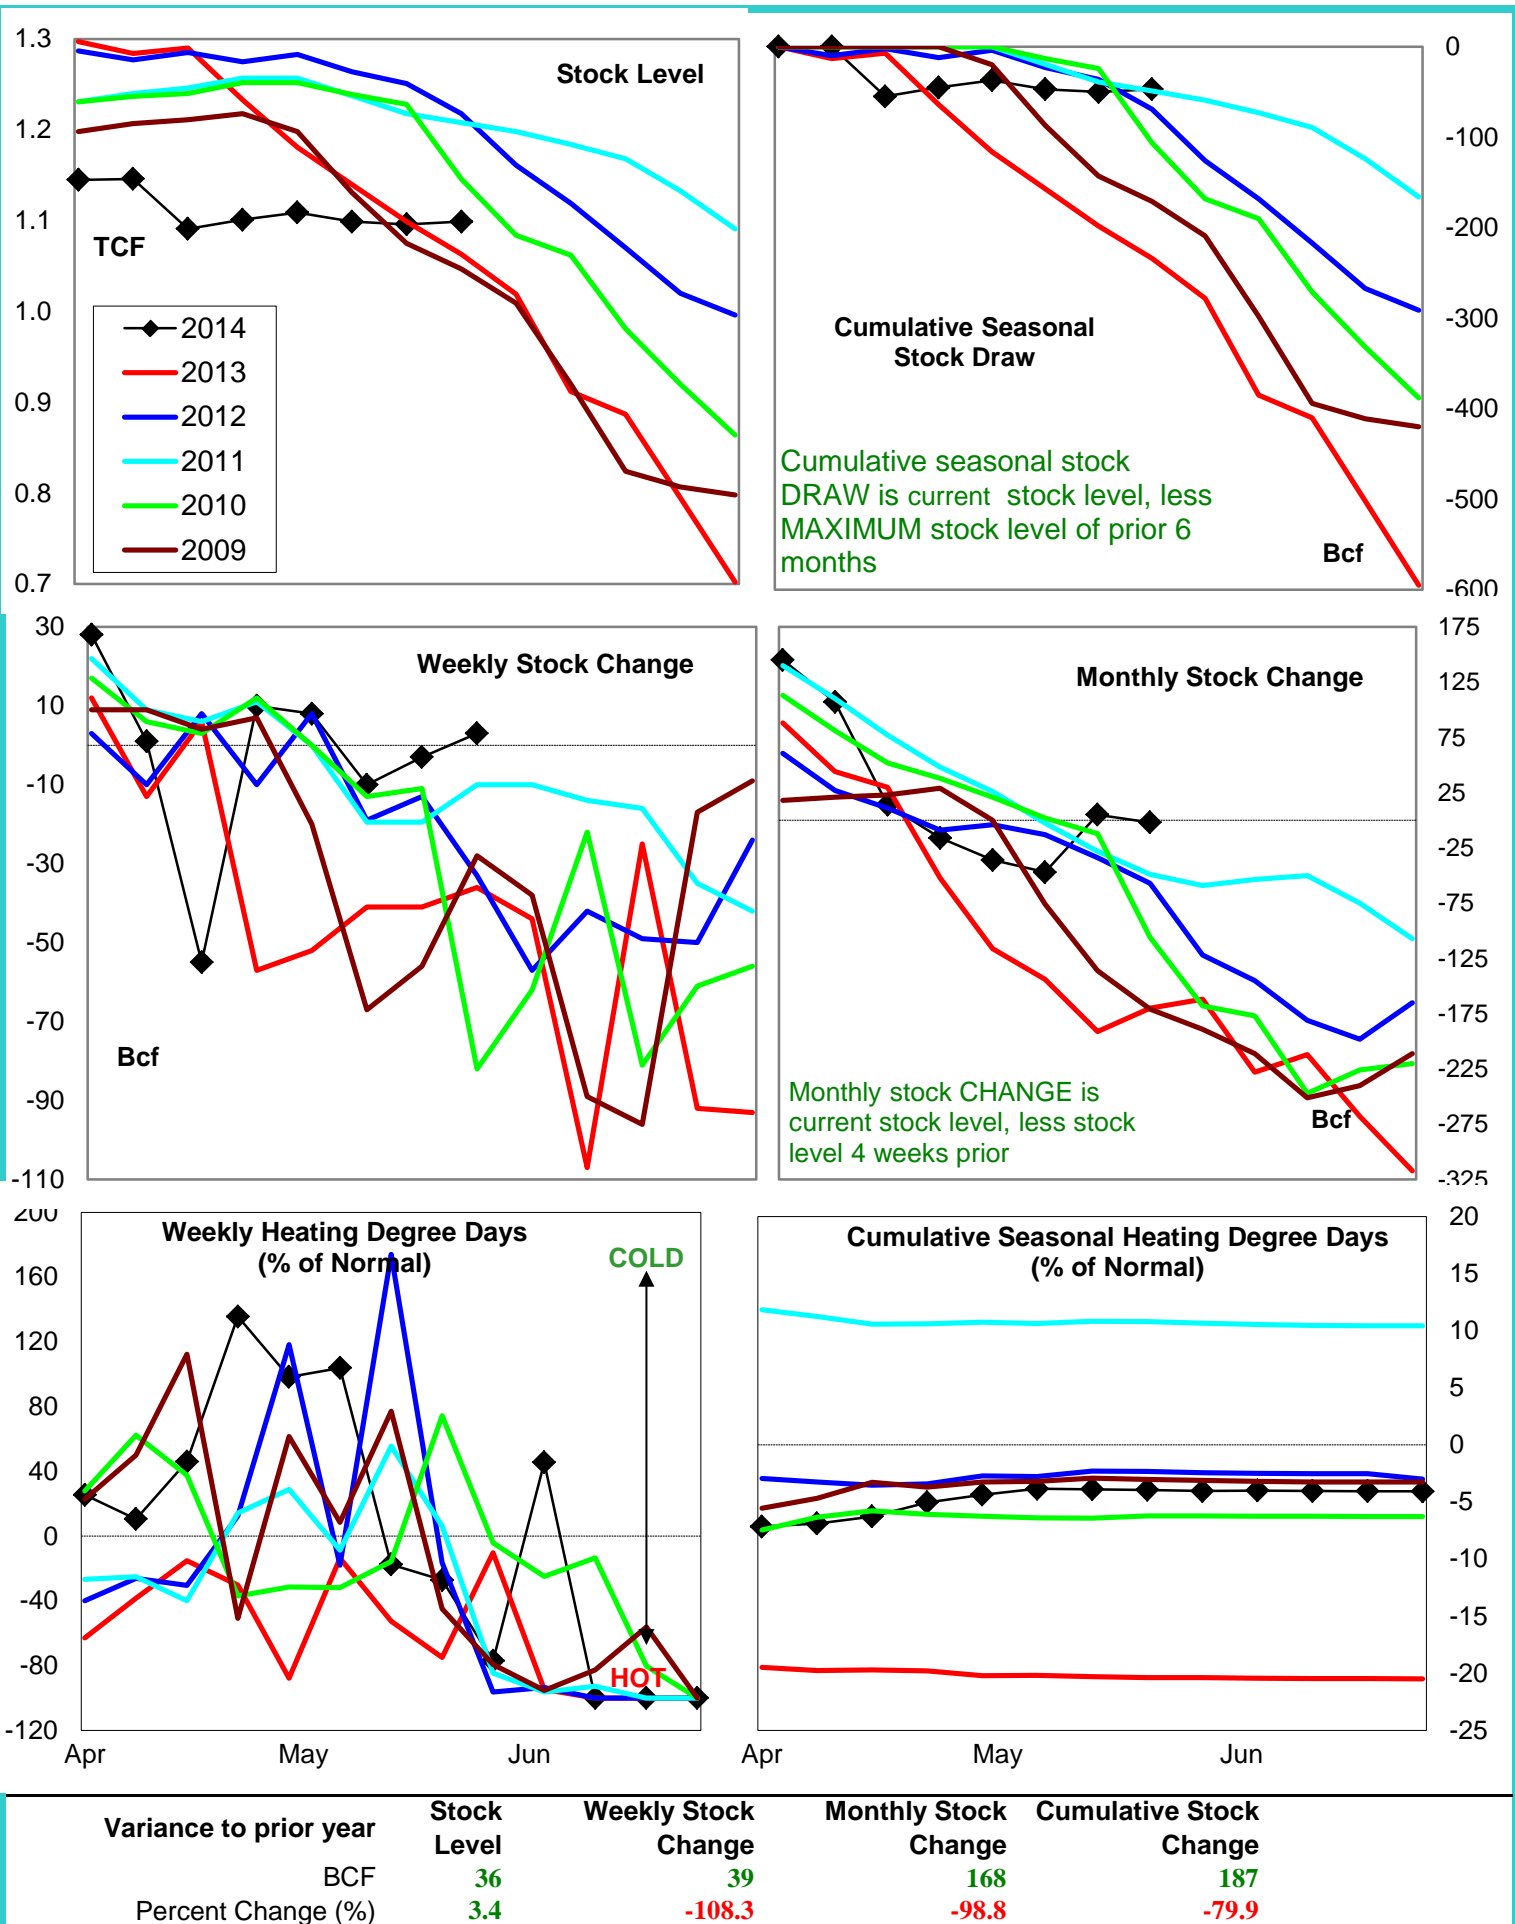 Stock Level
1.3
1.2
1.1
1.0
0.9
0.8
0.7
TCF
2014
2013
2012
2011
2010
2009
Cumulative Seasonal
Stock Draw
Cumulative seasonal stock
DRAW is current stock level, less
MAXIMUM stock level of prior 6
months
Bcf
0
-100
-200
-300
-400
-500
-600
Weekly Stock Change
30
10
-10
-30
-50
-70
-90
-110
Bcf
Monthly Stock Change
175
125
75
25
-25
-75
-125
-175
-225
-275
-325
Monthly stock CHANGE is
current stock level, less stock
level 4 weeks prior
Bcf
Weekly Heating Degree Days
(% of Normal)
COLD
HOT
200
160
120
80
40
0
-40
-80
-120
Apr May Jun
Cumulative Seasonal Heating Degree Days
(% of Normal)
20
15
10
5
0
-5
-10
-15
-20
-25
Apr May Jun
Variance to prior year
Stock Level
Weekly Stock Change
Monthly Stock Change
Cumulative Stock Change
BCF 36 39 168 187
Percent Change (%) 3.4 -108.3 -98.8 -79.9